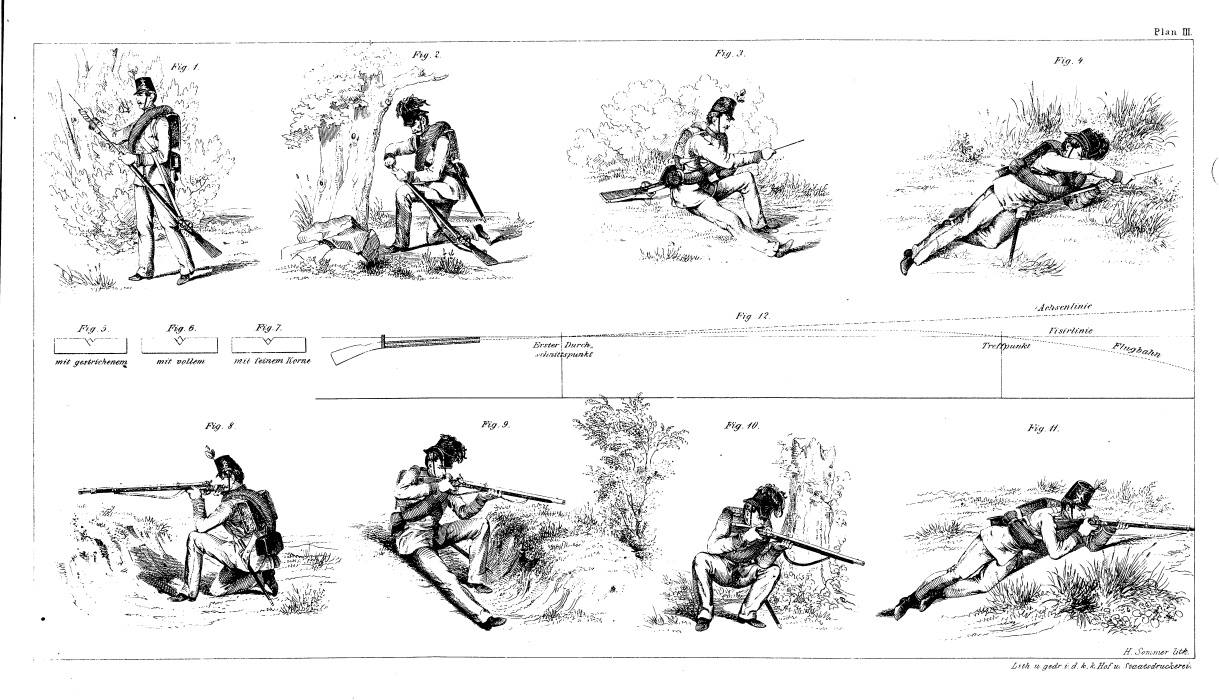 Plan III.
Fig. 1.
Fig. 2.
Fig. 3.
Fig. 4
Fig. 5.
mit gestrichenem
Fig. 6.
mit vollem
Fig. 7.
mit feinem Korne
Fig. 12.
Achsenlinie
Visirlinie
Erster Durch_
schnittspunkt
Treffpunkt
Flugbahn
Fig. 8
Fig. 9.
Fig. 10.
Fig. 11.
H. Sommer lith.
Lith u gedr i. d. k. k Hof u. Staatsdruckerei.